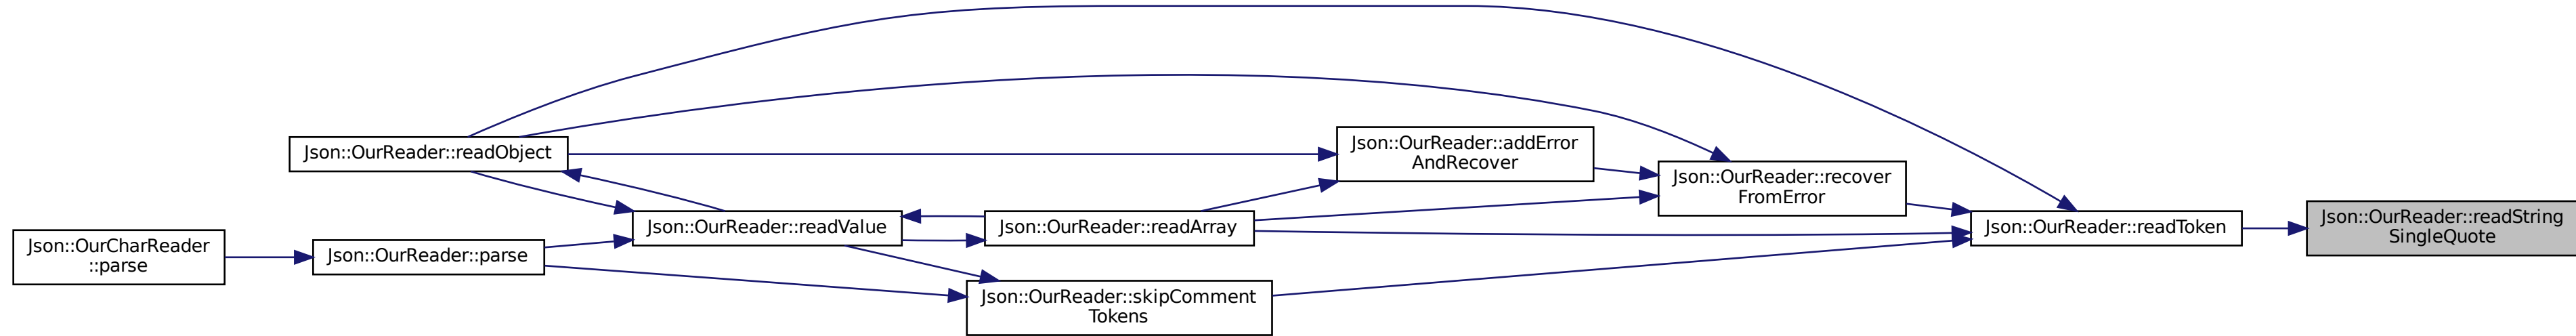 Json::OurCharReader
::parse
Json::OurReader::parse
Json::OurReader::readObject
Json::OurReader::readValue
Json::OurReader::readArray
Json::OurReader::skipComment
Tokens
Json::OurReader::addError
AndRecover
Json::OurReader::recover
FromError
Json::OurReader::readToken
Json::OurReader::readString
SingleQuote